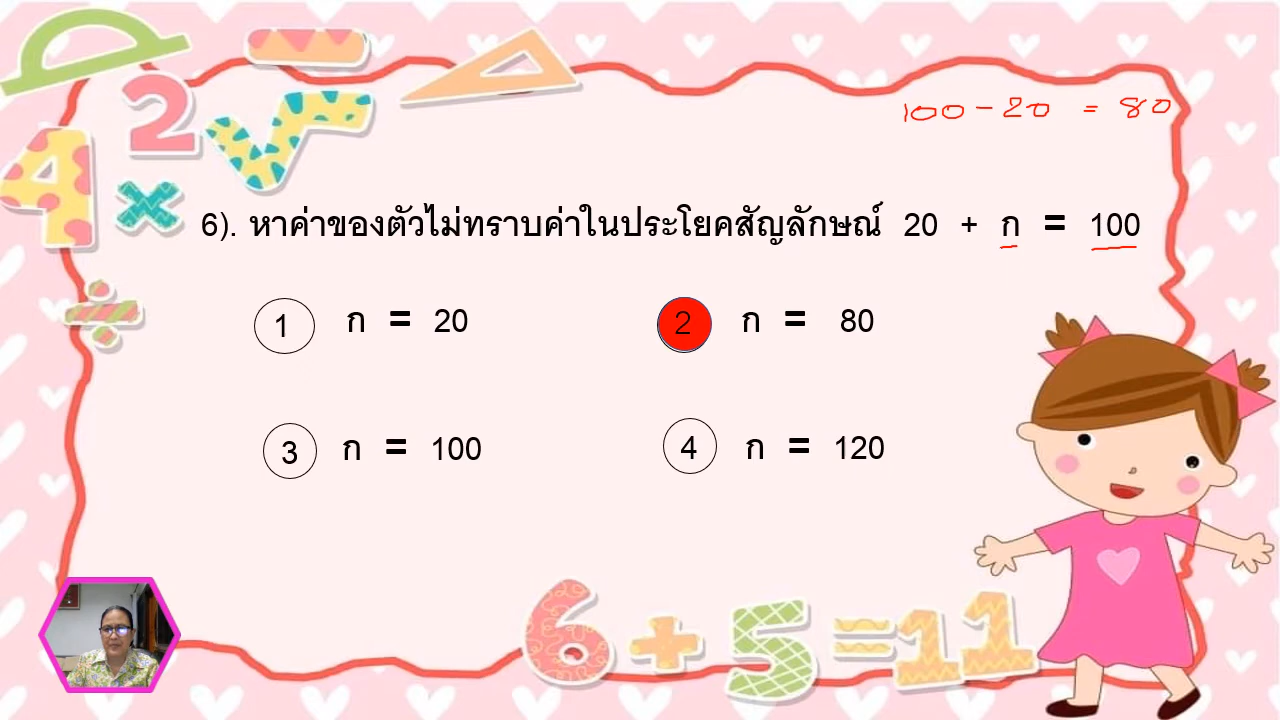 4 2 √
×
÷
100 - 20 = 80
6). หาค่าของตัวไม่ทราบค่าในประโยคสัญลักษณ์ 20 + ก = 100
1 ก = 20
2 ก = 80
3 ก = 100
4 ก = 120
6+5=11